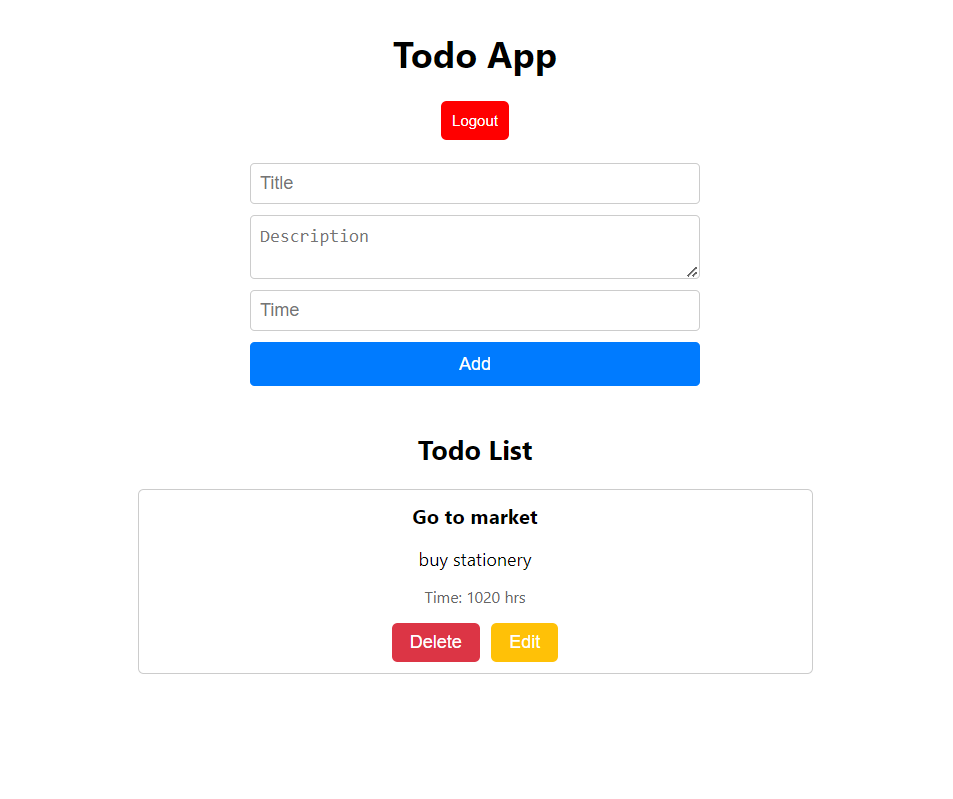 Todo App
Logout
Title
Description
Time
Add
Todo List
Go to market
buy stationery
Time: 1020 hrs
Delete Edit